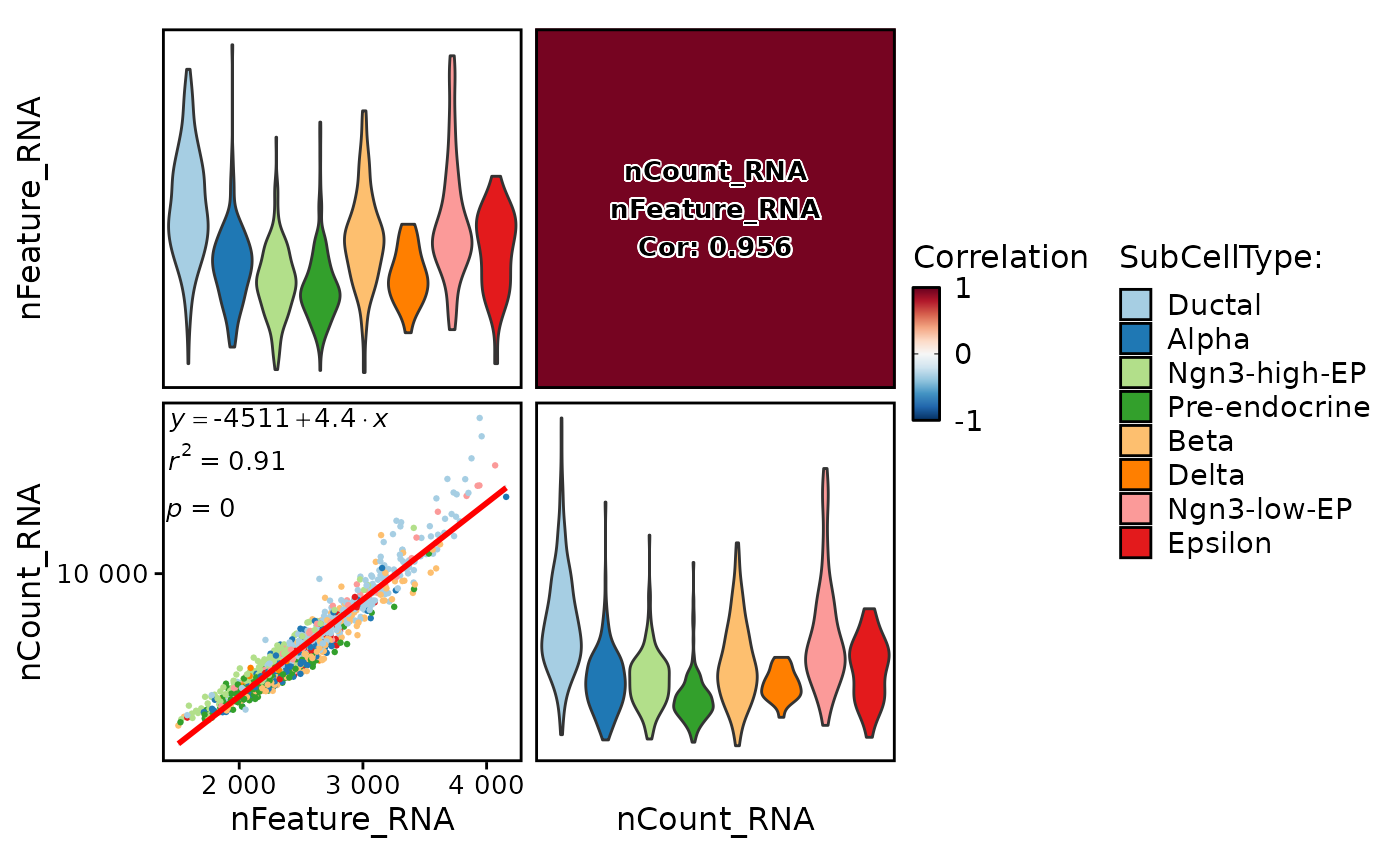 nFeature_RNA
nCount_RNA
nFeature_RNA
Cor: 0.956
Correlation
1
0
-1
SubCellType:
Ductal
Alpha
Ngn3-high-EP
Pre-endocrine
Beta
Delta
Ngn3-low-EP
Epsilon
nCount_RNA
10 000
y = -4511 + 4.4 · x
r² = 0.91
p = 0
2 000 3 000 4 000
nFeature_RNA
nCount_RNA